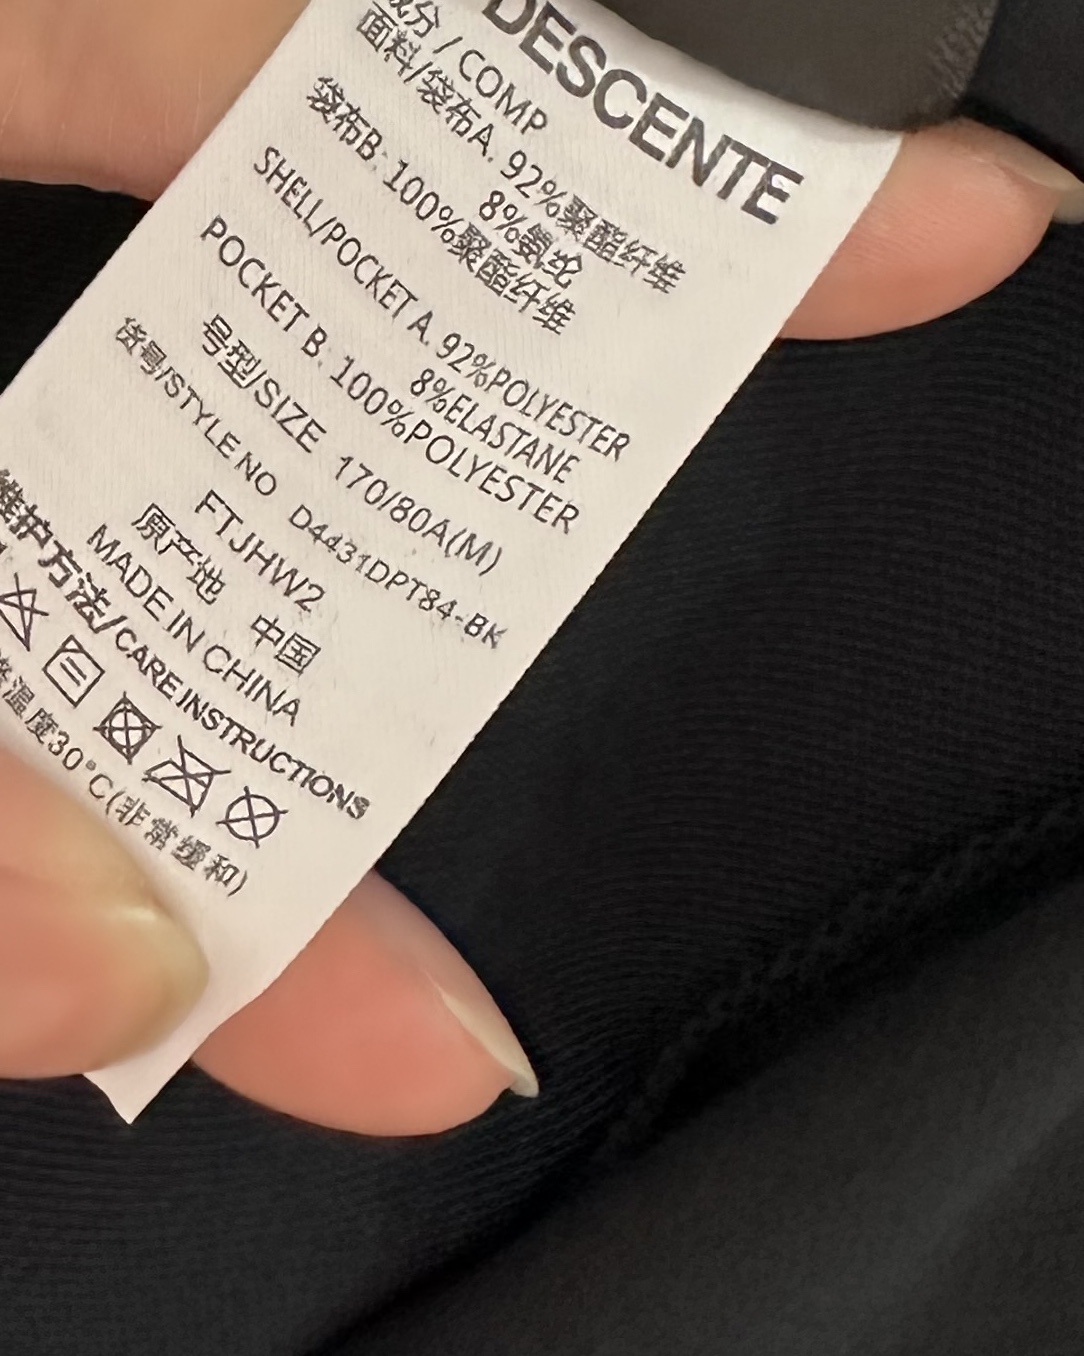 DESCENTE
成分 / COMP
面料/袋布A. 92%聚酯纤维
8%氨纶
袋布B. 100%聚酯纤维
SHELL/POCKET A. 92%POLYESTER
8%ELASTANE
POCKET B. 100%POLYESTER
号型/SIZE 170/80A(M)
货号/STYLE NO D4431DPT84-BK
FTJHW2
原产地 中国
MADE IN CHINA
维护方法/CARE INSTRUCTIONS
温度30°C(非常缓和)